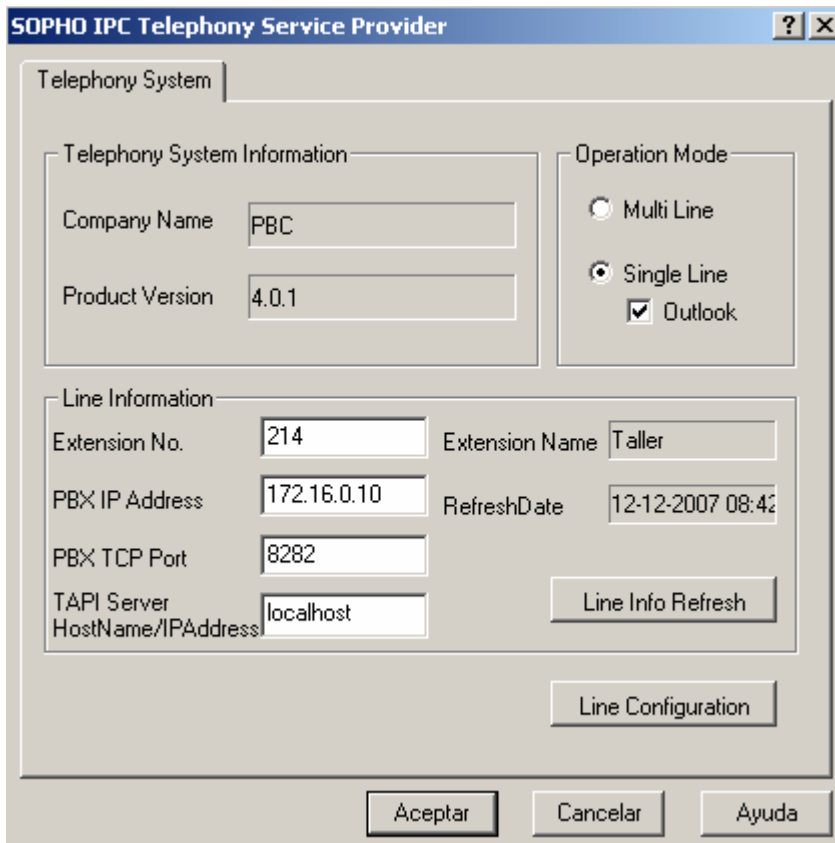 SOPHO IPC Telephony Service Provider
Telephony System
Telephony System Information
Company Name PBC
Product Version 4.0.1
Operation Mode
Multi Line
Single Line
Outlook
Line Information
Extension No. 214 Extension Name Taller
PBX IP Address 172.16.0.10 RefreshDate 12-12-2007 08:42
PBX TCP Port 8282
TAPI Server
HostName/IPAddress localhost
Line Info Refresh
Line Configuration
Aceptar Cancelar Ayuda